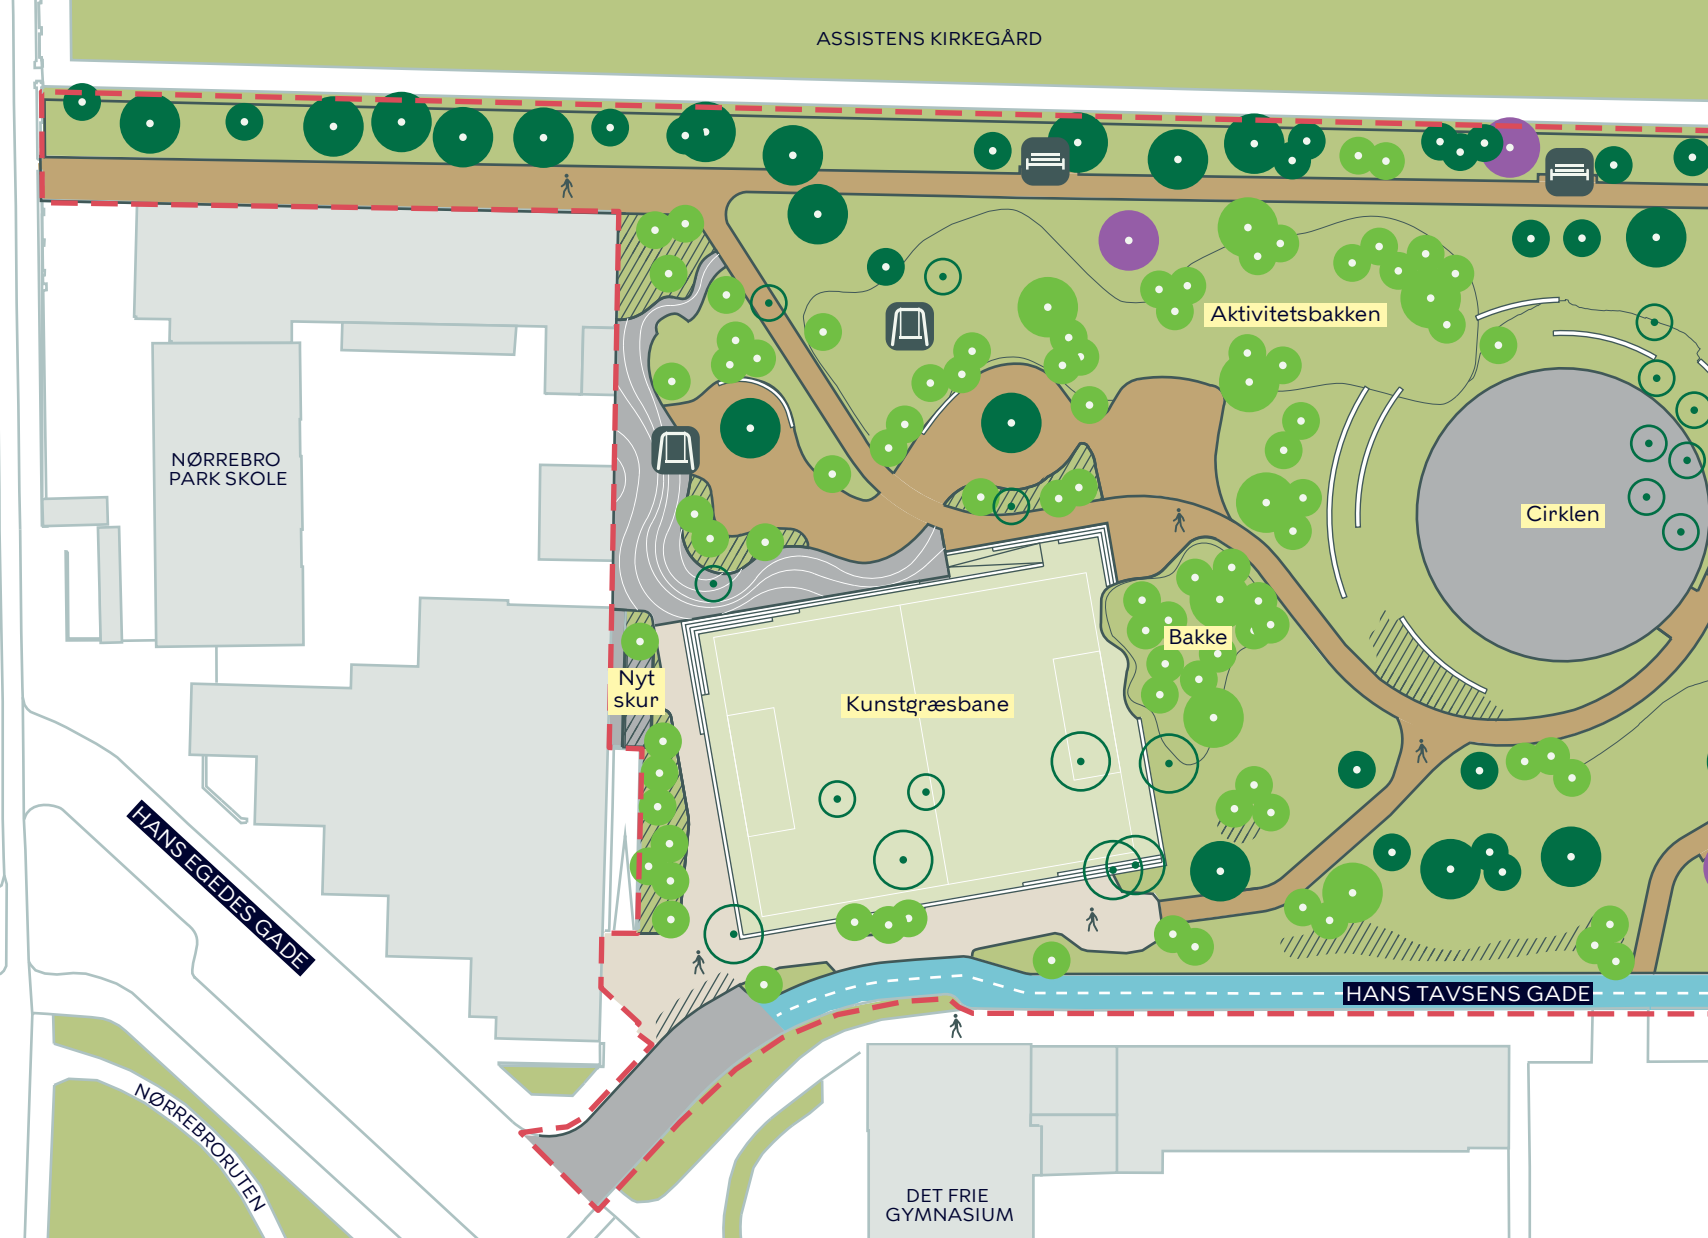 ASSISTENS KIRKEGÅRD
Aktivitetsbakken
NØRREBRO
PARK SKOLE
Cirklen
Bakke
Nyt
skur
Kunstgræsbane
HANS EGEDES GADE
HANS TAVSENS GADE
NØRREBRORUTEN
DET FRIE
GYMNASIUM